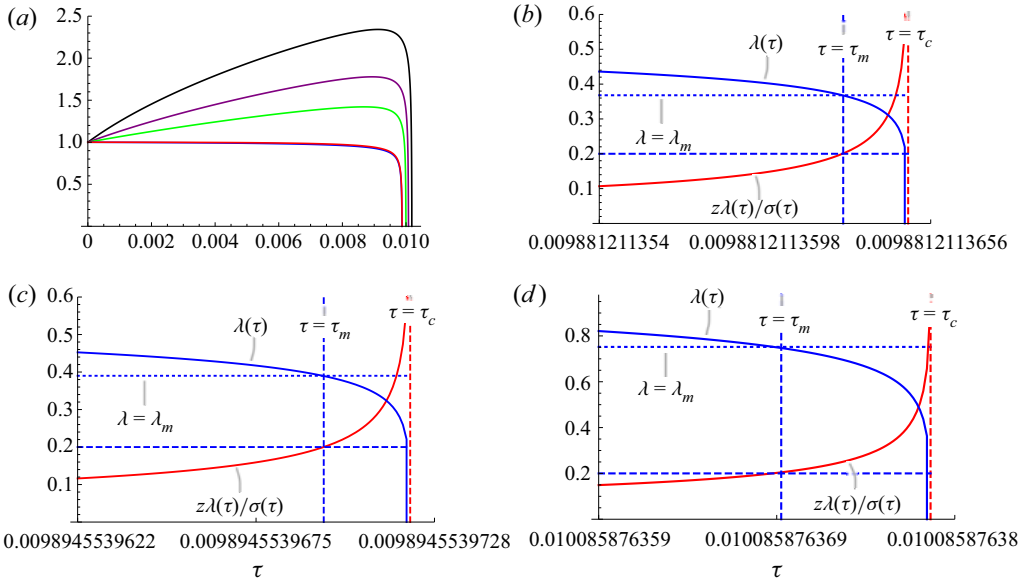 (a)
2.5
2.0
1.5
1.0
0.5
0 0.002 0.004 0.006 0.008 0.010
(b)
0.6
0.5
0.4
0.3
0.2
0.1
λ(τ)
τ = τm
τ = τc
λ = λm
zλ(τ)/σ(τ)
0.0098812111354 0.0098812113598 0.0098812113656
(c)
0.6
0.5
0.4
0.3
0.2
0.1
λ(τ)
τ = τm
τ = τc
λ = λm
zλ(τ)/σ(τ)
0.0098945539622 0.0098945539675 0.0098945539728
τ
(d)
0.8
0.6
0.4
0.2
λ(τ)
τ = τm
τ = τc
λ = λm
zλ(τ)/σ(τ)
0.010085876359 0.010085876369 0.01008587638
τ